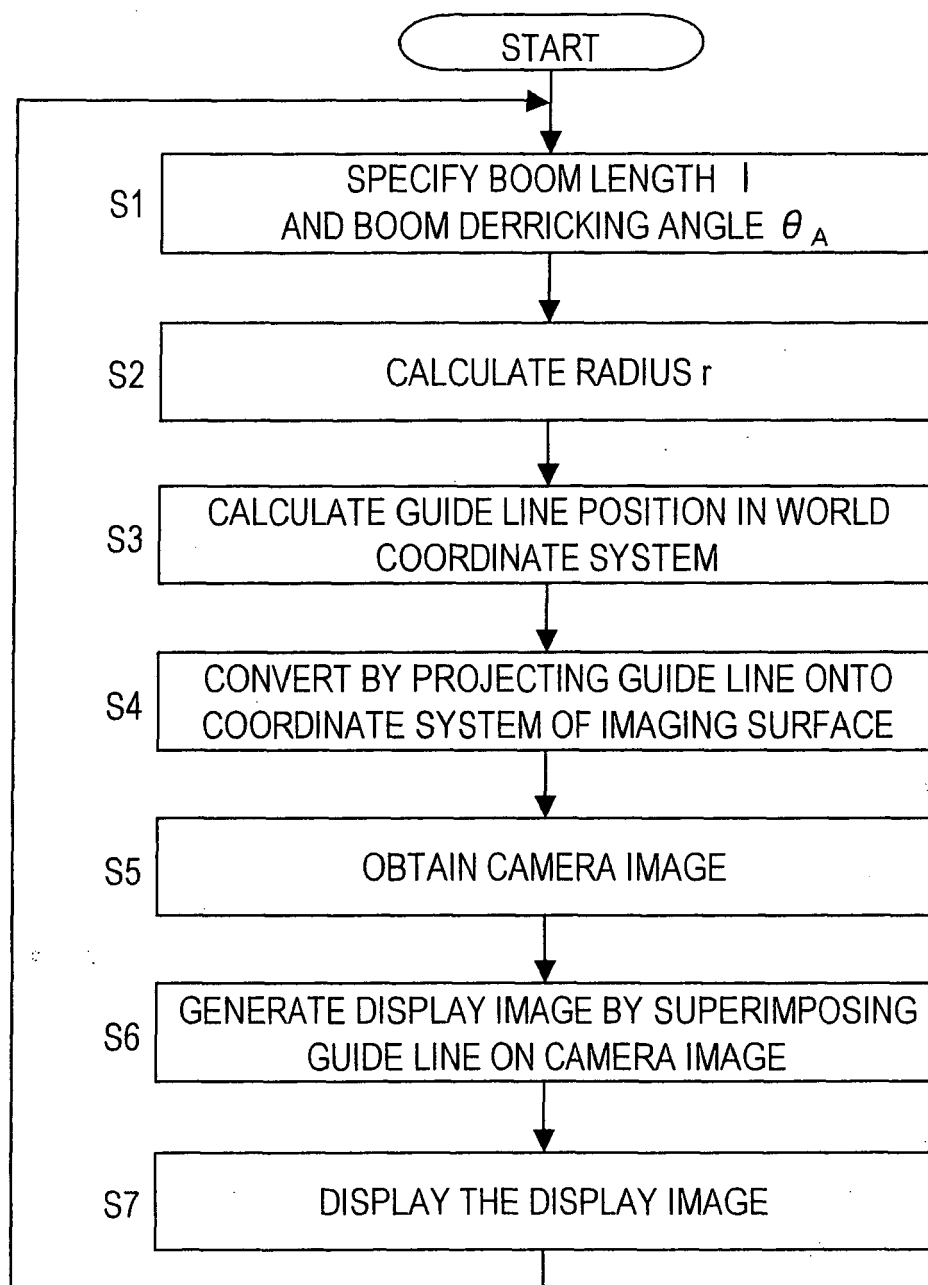 START
S1
SPECIFY BOOM LENGTH l
AND BOOM DERRICKING ANGLE θA
S2
CALCULATE RADIUS r
S3
CALCULATE GUIDE LINE POSITION IN WORLD
COORDINATE SYSTEM
S4
CONVERT BY PROJECTING GUIDE LINE ONTO
COORDINATE SYSTEM OF IMAGING SURFACE
S5
OBTAIN CAMERA IMAGE
S6
GENERATE DISPLAY IMAGE BY SUPERIMPOSING
GUIDE LINE ON CAMERA IMAGE
S7
DISPLAY THE DISPLAY IMAGE